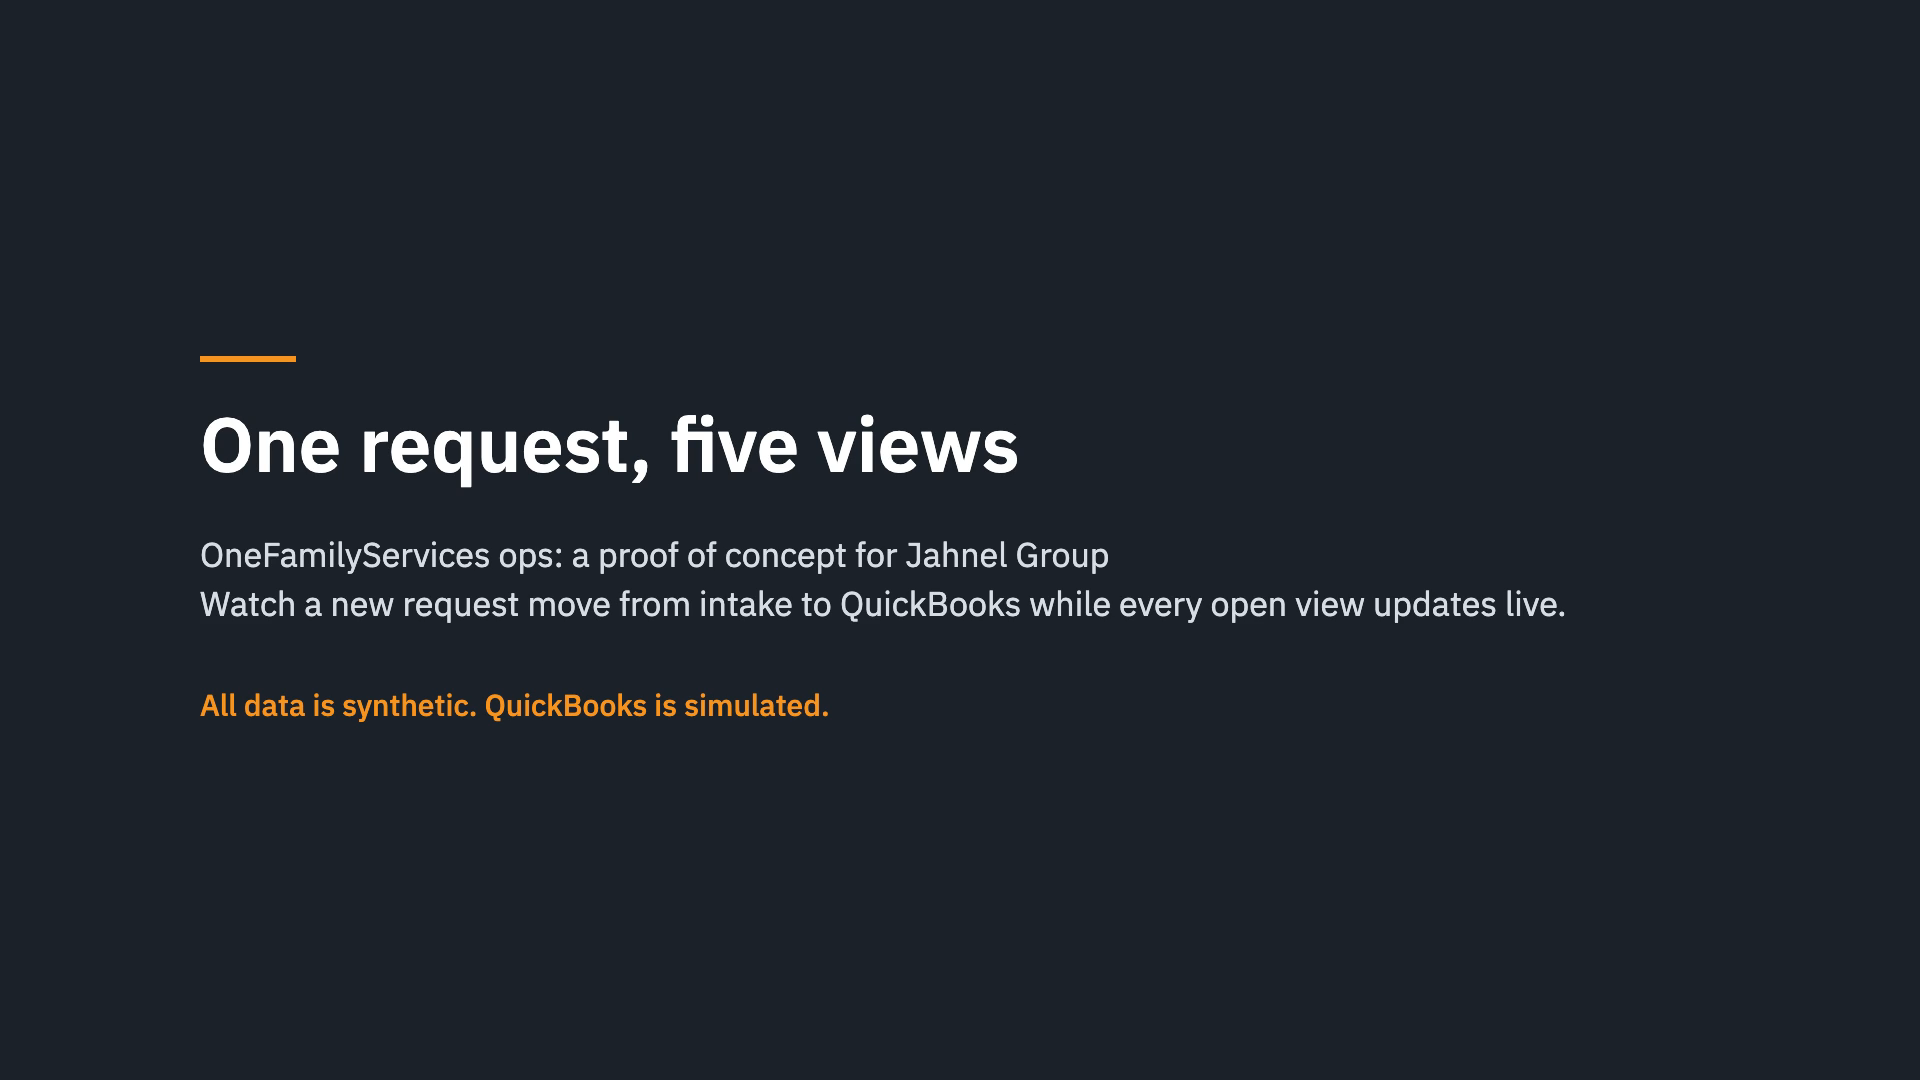 One request, five views
OneFamilyServices ops: a proof of concept for Jahnel Group
Watch a new request move from intake to QuickBooks while every open view updates live.
All data is synthetic. QuickBooks is simulated.